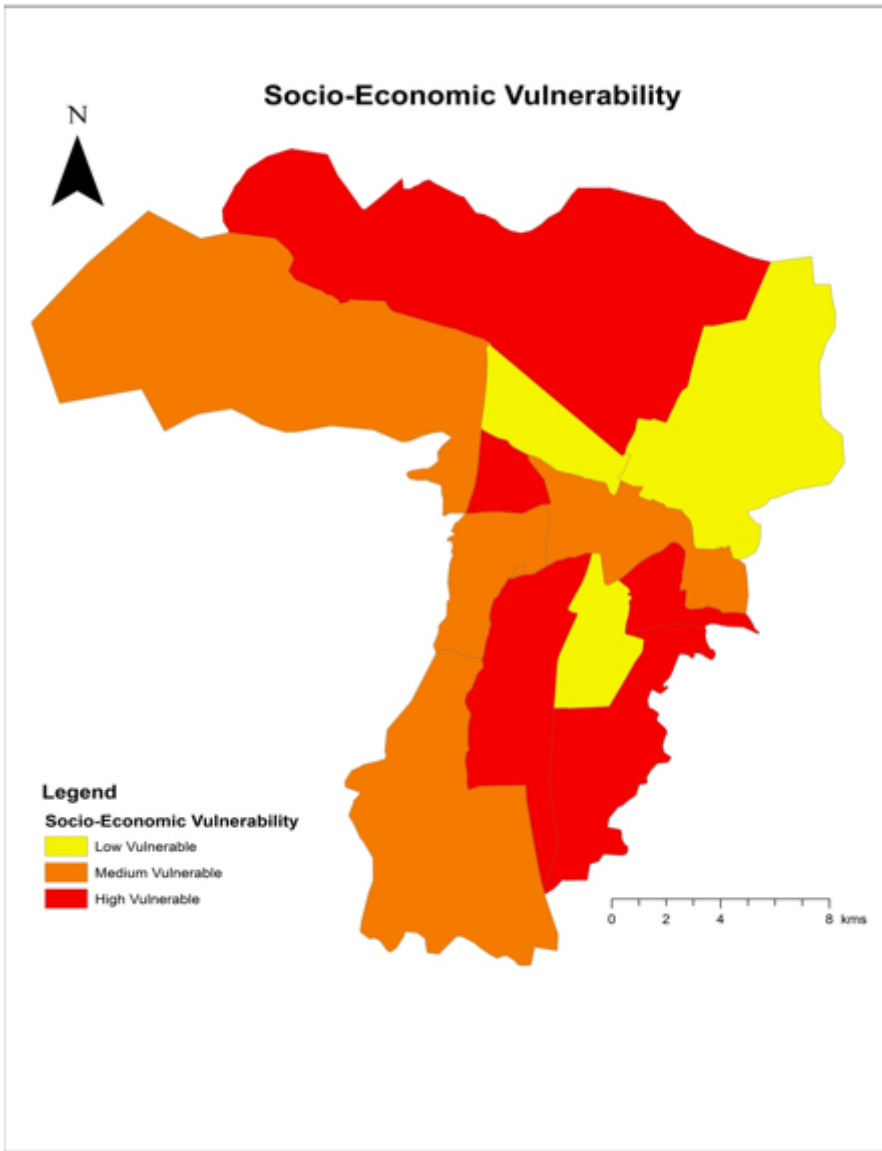 Socio-Economic Vulnerability
N
Legend
Socio-Economic Vulnerability
Low Vulnerable
Medium Vulnerable
High Vulnerable
0 2 4 8 kms